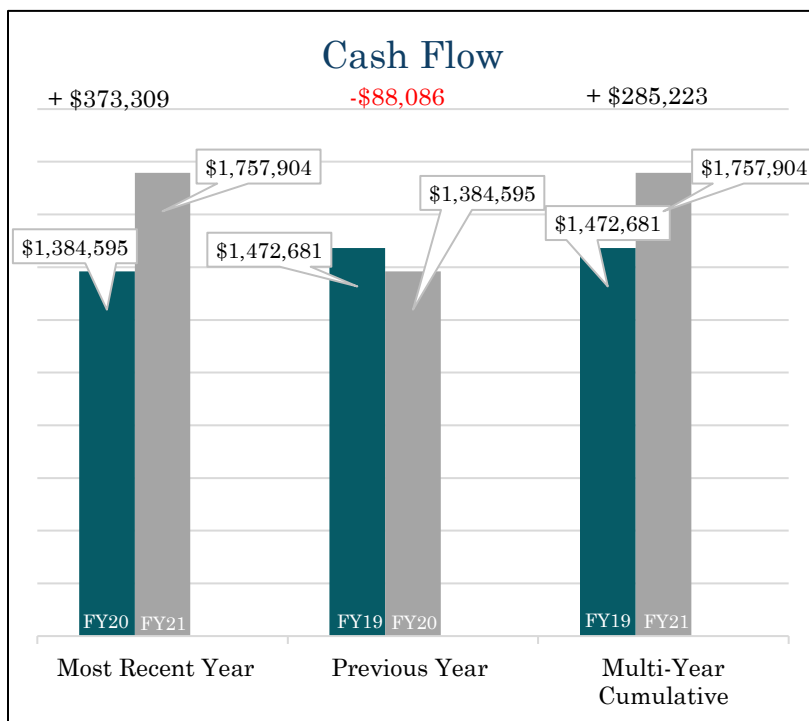 Cash Flow
+ $373,309
-$88,086
+ $285,223
$1,757,904
$1,384,595
$1,472,681
$1,384,595
$1,472,681
$1,757,904
FY20
FY21
FY19
FY20
FY19
FY21
Most Recent Year
Previous Year
Multi-Year
Cumulative